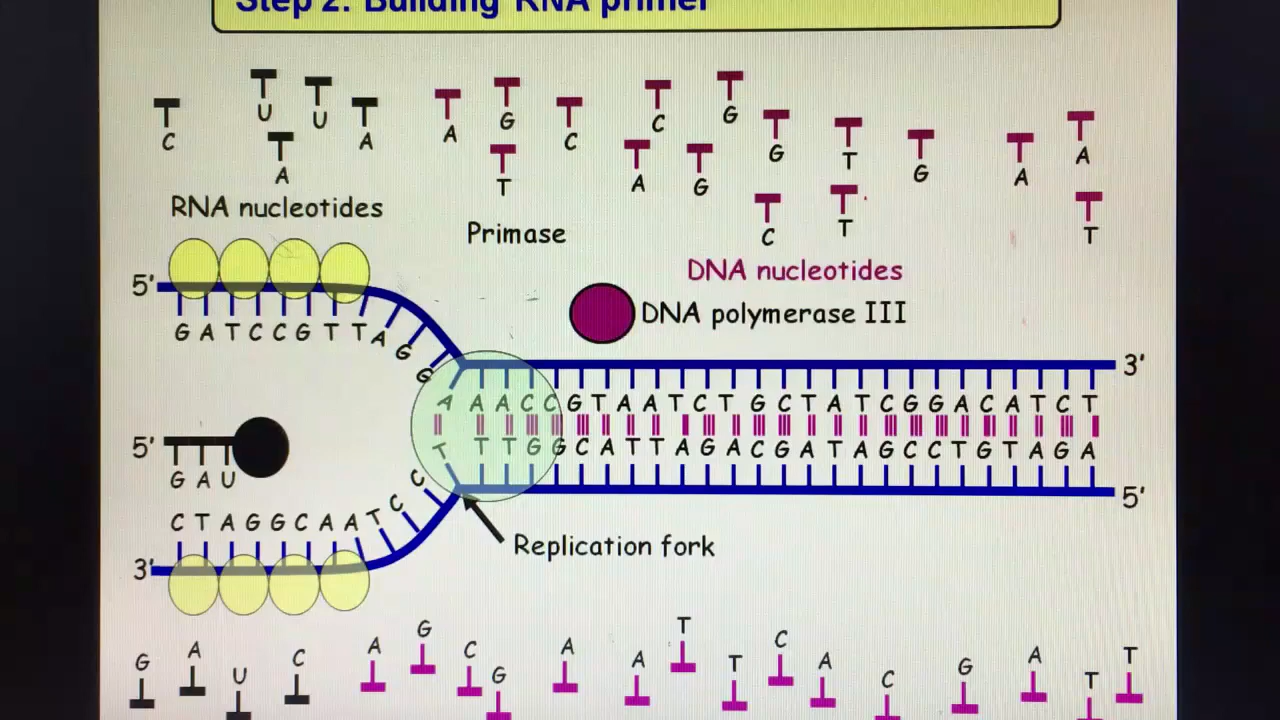 Step 2: Building RNA primer
C U U A A
A G T C A C G G C G T T G A A T
RNA nucleotides
Primase
DNA nucleotides
DNA polymerase III
5'
G A T C C G T T A G G A A A C C G T A A T C T G C T A T C G G A C A T C T
3'
5'
G A U
T T T G G C A T T A G A C G A T A G C C T G T A G A
C T A G G C A A T C C
5'
3'
Replication fork
G A U C A G C G A A T T C A C G A T T